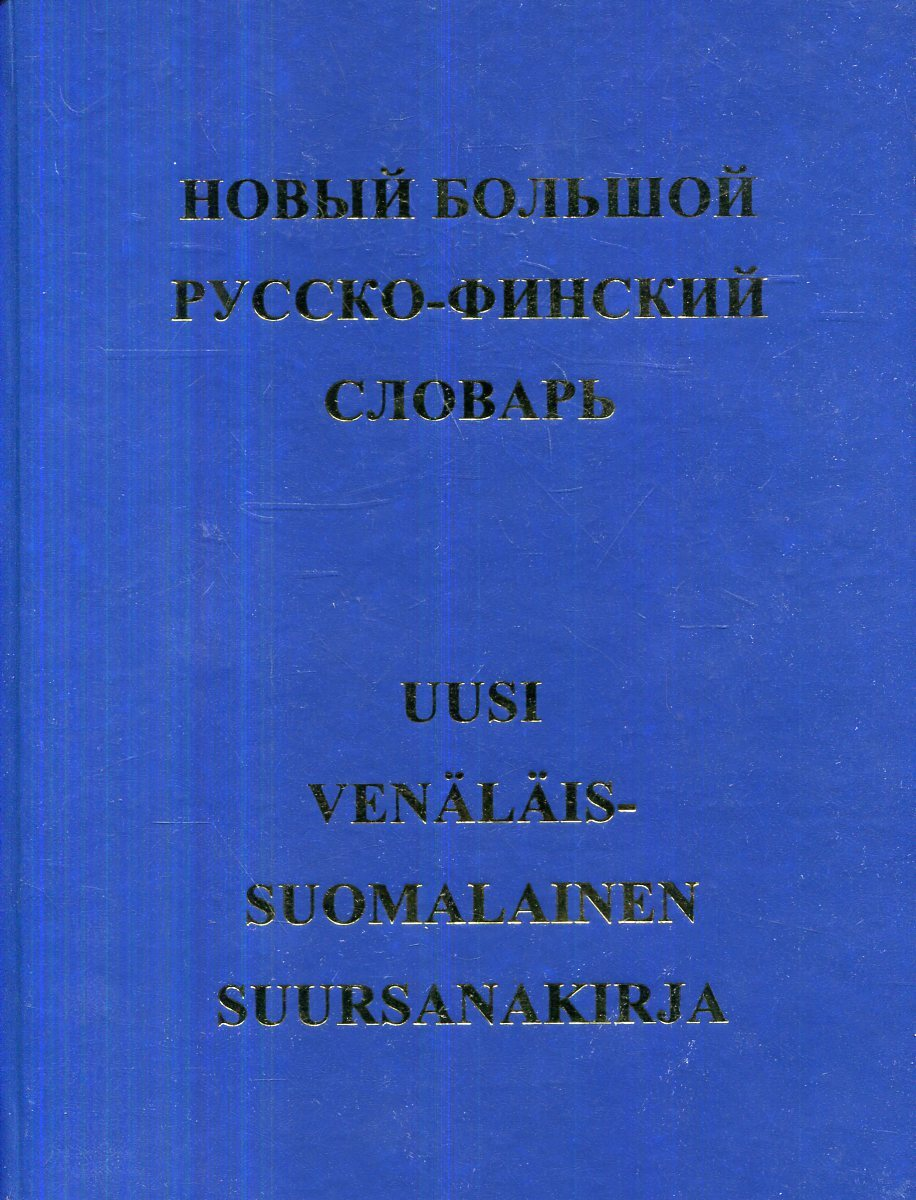 НОВЫЙ БОЛЬШОЙ
РУССКО-ФИНСКИЙ
СЛОВАРЬ
UUSI
VENÄLÄIS-
SUOMALAINEN
SUURSANAKIRJA